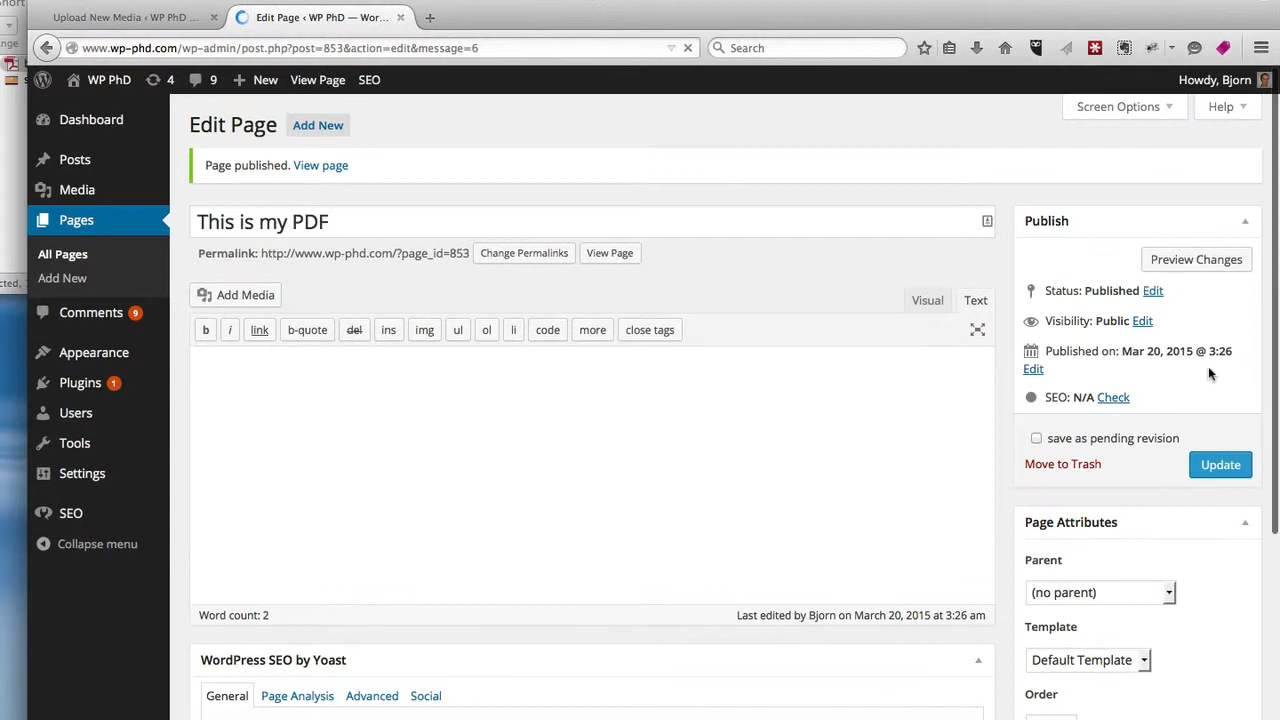 Short
Upload New Media ‹ WP PhD ... ×
Edit Page ‹ WP PhD — Wor... ×
www.wp-phd.com/wp-admin/post.php?post=853&action=edit&message=6
Search
WP PhD 4 9 + New View Page SEO
Howdy, Bjorn
Screen Options
Help
Dashboard
Posts
Media
Pages
All Pages
Add New
Comments 9
Appearance
Plugins 1
Users
Tools
Settings
SEO
Collapse menu
Edit Page Add New
Page published. View page
This is my PDF
Permalink: http://www.wp-phd.com/?page_id=853 Change Permalinks View Page
Add Media
Visual Text
b i link b-quote del ins img ul ol li code more close tags
Word count: 2
Last edited by Bjorn on March 20, 2015 at 3:26 am
WordPress SEO by Yoast
General Page Analysis Advanced Social
Publish
Preview Changes
Status: Published Edit
Visibility: Public Edit
Published on: Mar 20, 2015 @ 3:26
Edit
SEO: N/A Check
save as pending revision
Move to Trash Update
Page Attributes
Parent
(no parent)
Template
Default Template
Order